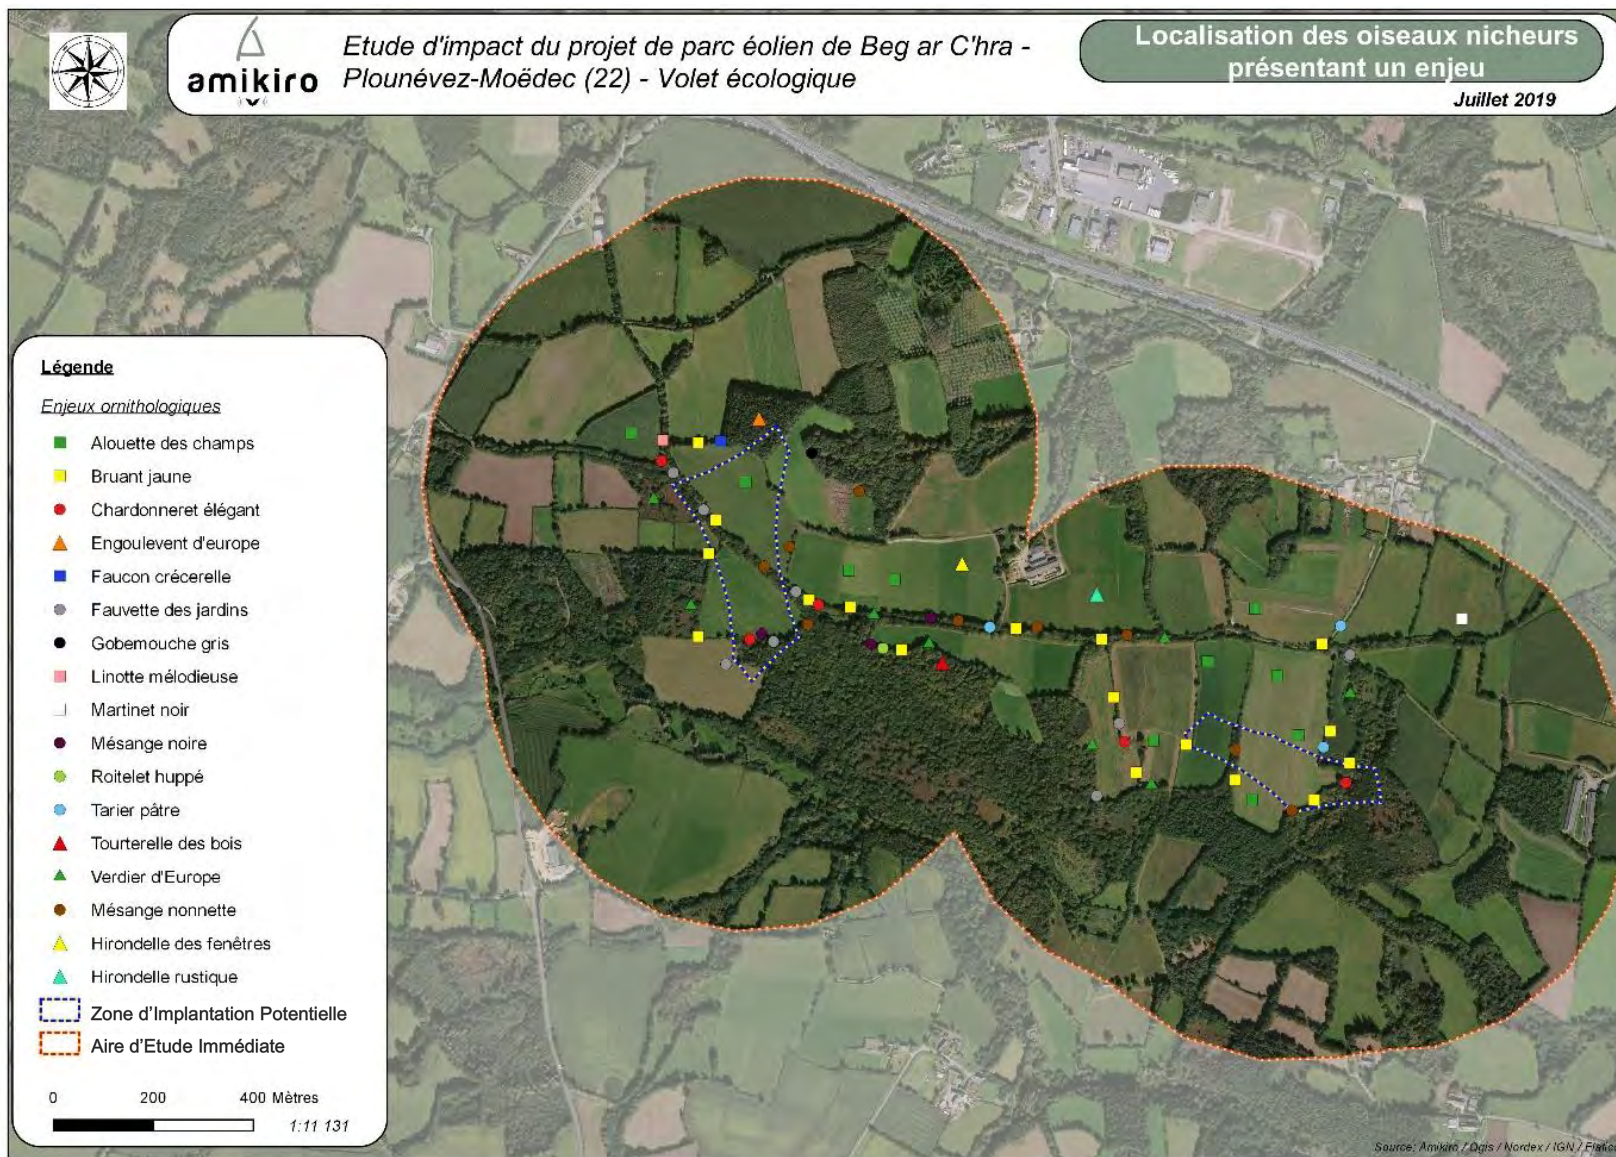 amikiro
Etude d'impact du projet de parc éolien de Beg ar C'hra -
Plounévez-Moëdec (22) - Volet écologique
Localisation des oiseaux nicheurs
présentant un enjeu
Juillet 2019
Légende
Enjeux ornithologiques
Alouette des champs
Bruant jaune
Chardonneret élégant
Engoulevent d'europe
Faucon crécerelle
Fauvette des jardins
Gobemouche gris
Linotte mélodieuse
Martinet noir
Mésange noire
Roitelet huppé
Tarier pâtre
Tourterelle des bois
Verdier d'Europe
Mésange nonnette
Hirondelle des fenêtres
Hirondelle rustique
Zone d'Implantation Potentielle
Aire d'Etude Immédiate
0 200 400 Mètres
1:11 131
Source: Amikiro / Qgis / Nordex / IGN /